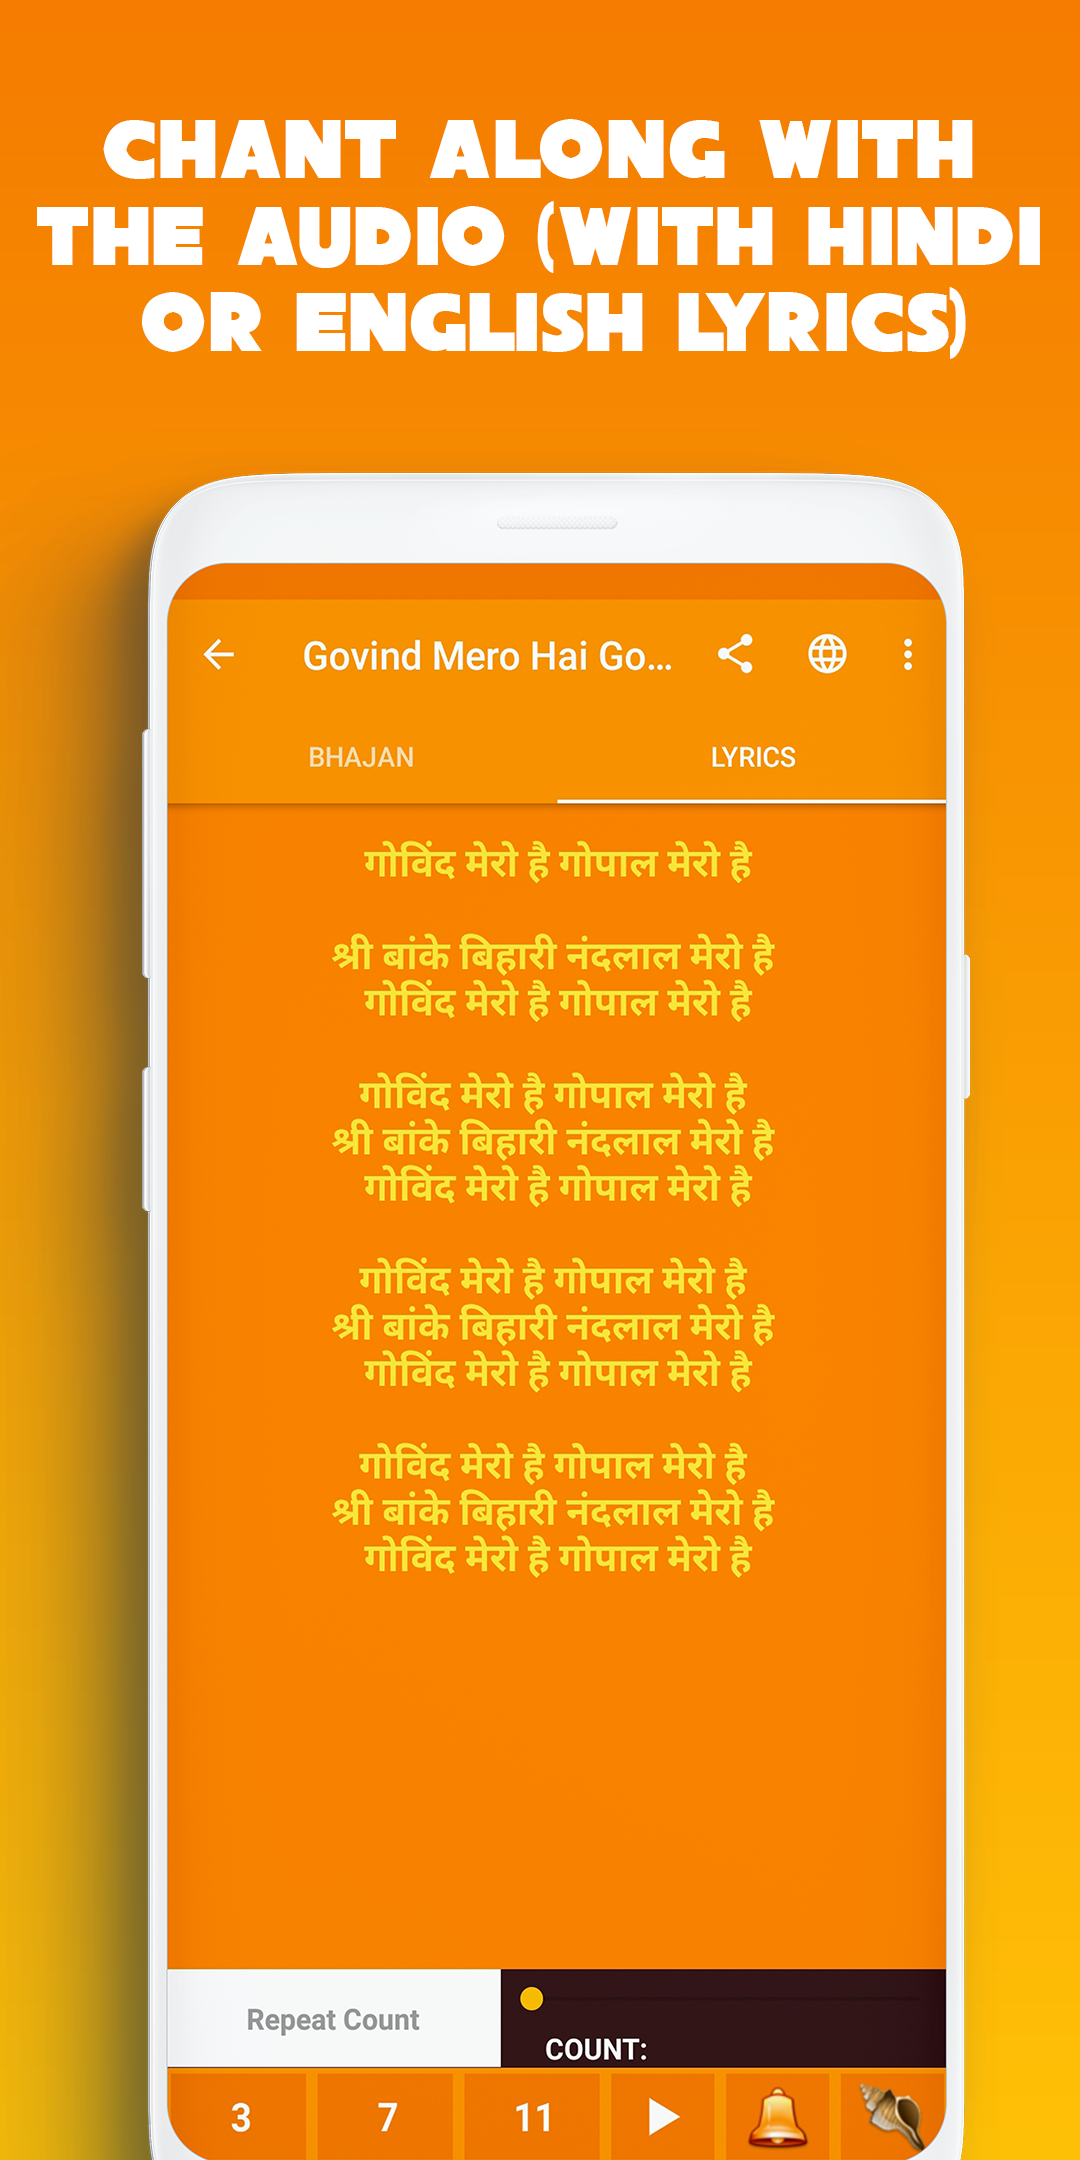 CHANT ALONG WITH
THE AUDIO (WITH HINDI
OR ENGLISH LYRICS)
Govind Mero Hai Go...
BHAJAN
LYRICS
गोविंद मेरो है गोपाल मेरो है
श्री बांके बिहारी नंदलाल मेरो है
गोविंद मेरो है गोपाल मेरो है
गोविंद मेरो है गोपाल मेरो है
श्री बांके बिहारी नंदलाल मेरो है
गोविंद मेरो है गोपाल मेरो है
गोविंद मेरो है गोपाल मेरो है
श्री बांके बिहारी नंदलाल मेरो है
गोविंद मेरो है गोपाल मेरो है
गोविंद मेरो है गोपाल मेरो है
श्री बांके बिहारी नंदलाल मेरो है
गोविंद मेरो है गोपाल मेरो है
Repeat Count
COUNT:
3
7
11